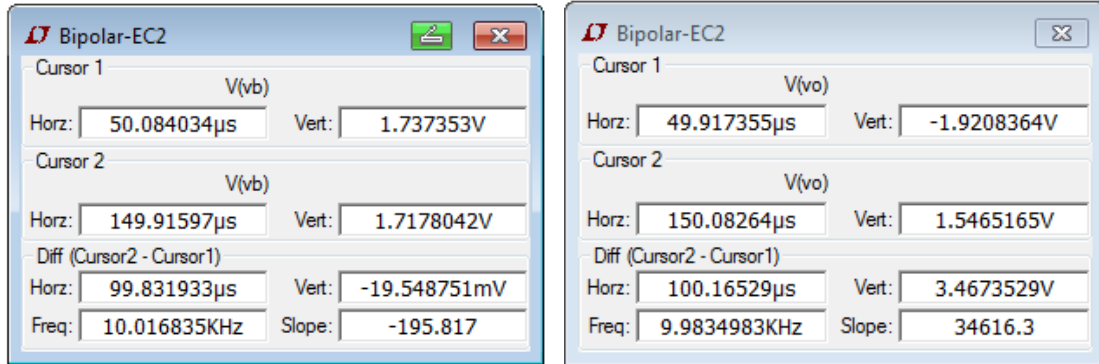 Bipolar-EC2
Cursor 1
V(vb)
Horz: 50.084034µs Vert: 1.737353V
Cursor 2
V(vb)
Horz: 149.91597µs Vert: 1.7178042V
Diff (Cursor2 - Cursor1)
Horz: 99.831933µs Vert: -19.548751mV
Freq: 10.016835KHz Slope: -195.817
Bipolar-EC2
Cursor 1
V(vo)
Horz: 49.917355µs Vert: -1.9208364V
Cursor 2
V(vo)
Horz: 150.08264µs Vert: 1.5465165V
Diff (Cursor2 - Cursor1)
Horz: 100.16529µs Vert: 3.4673529V
Freq: 9.9834983KHz Slope: 34616.3